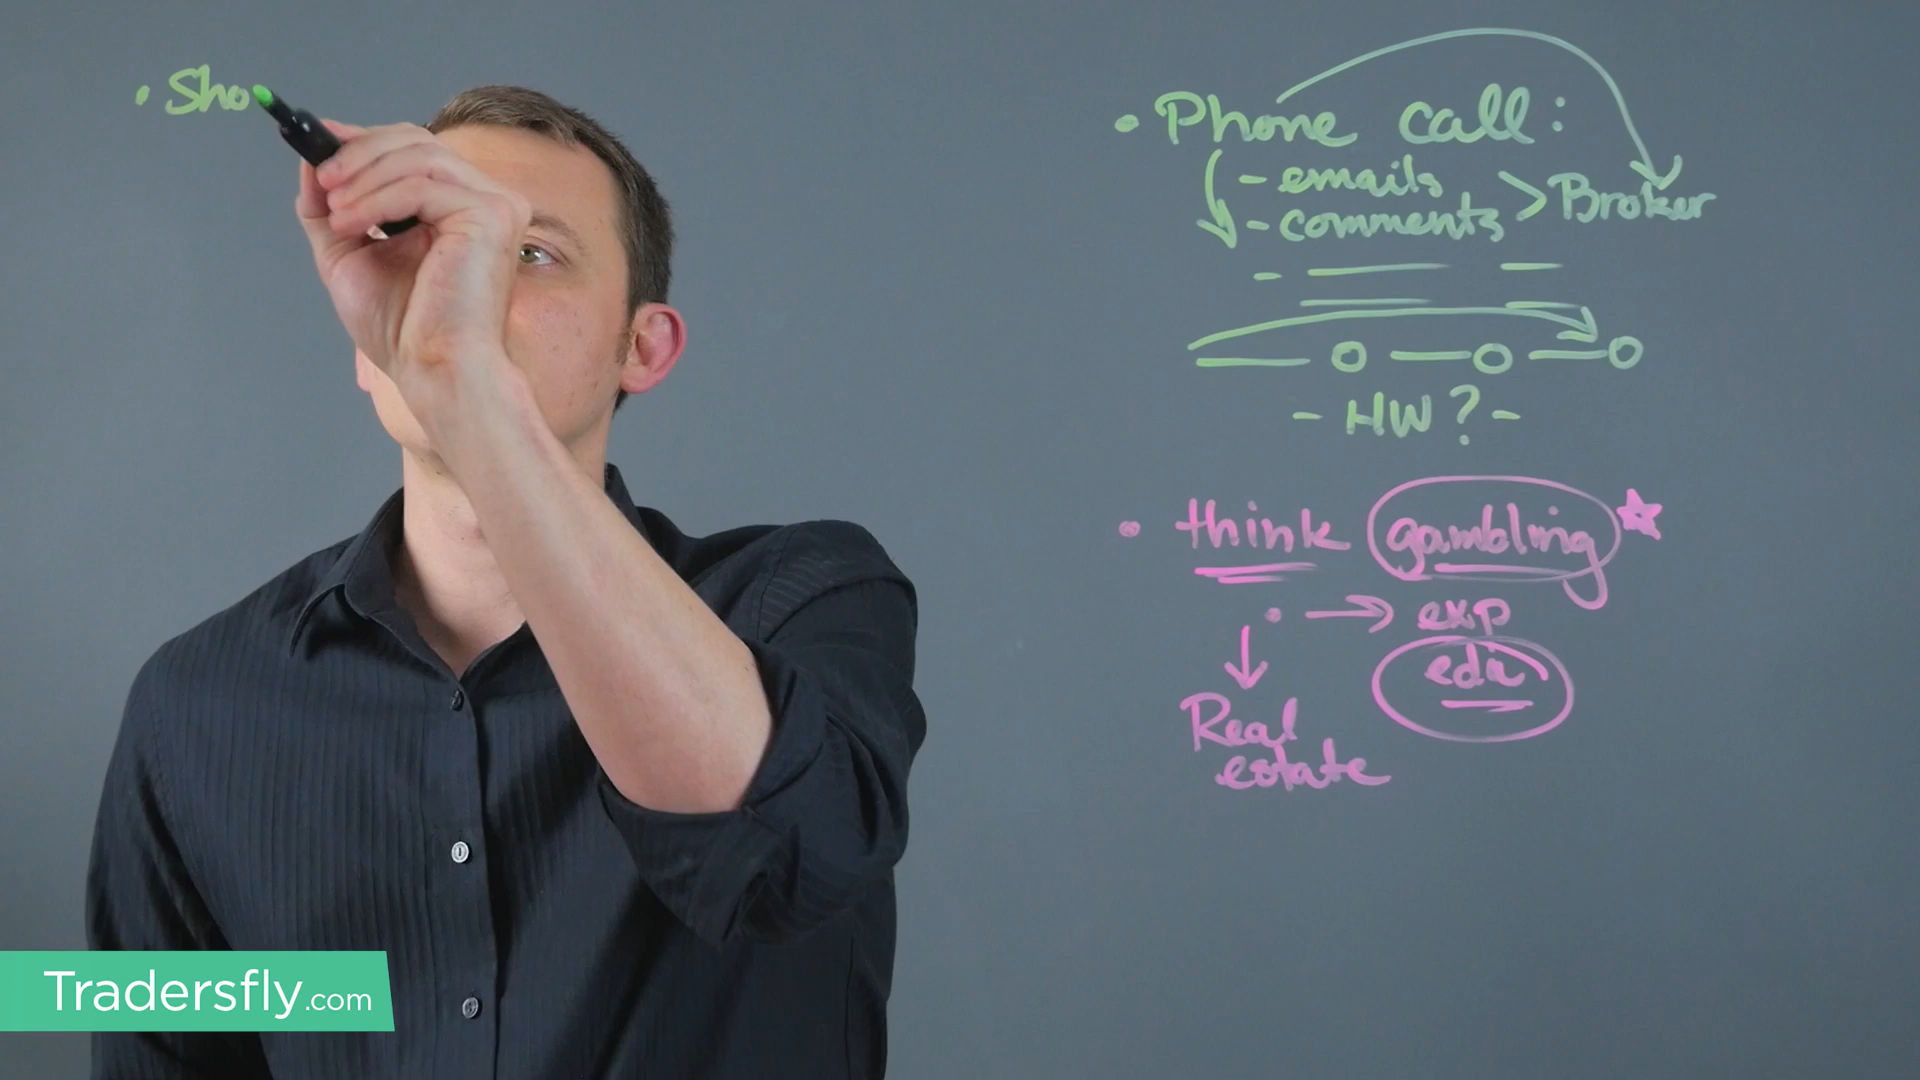 • Sho
• Phone call:
- emails
- comments > Broker
- HW? -
• think gambling
exp
edu
Real
estate
Tradersfly.com